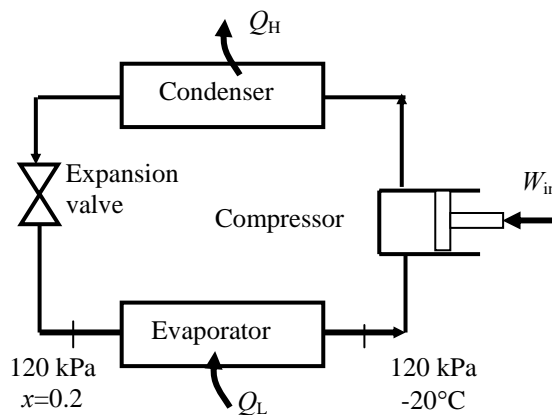 Q_H
Condenser
Expansion
valve
Compressor
W_in
Evaporator
120 kPa
x=0.2
Q_L
120 kPa
-20°C